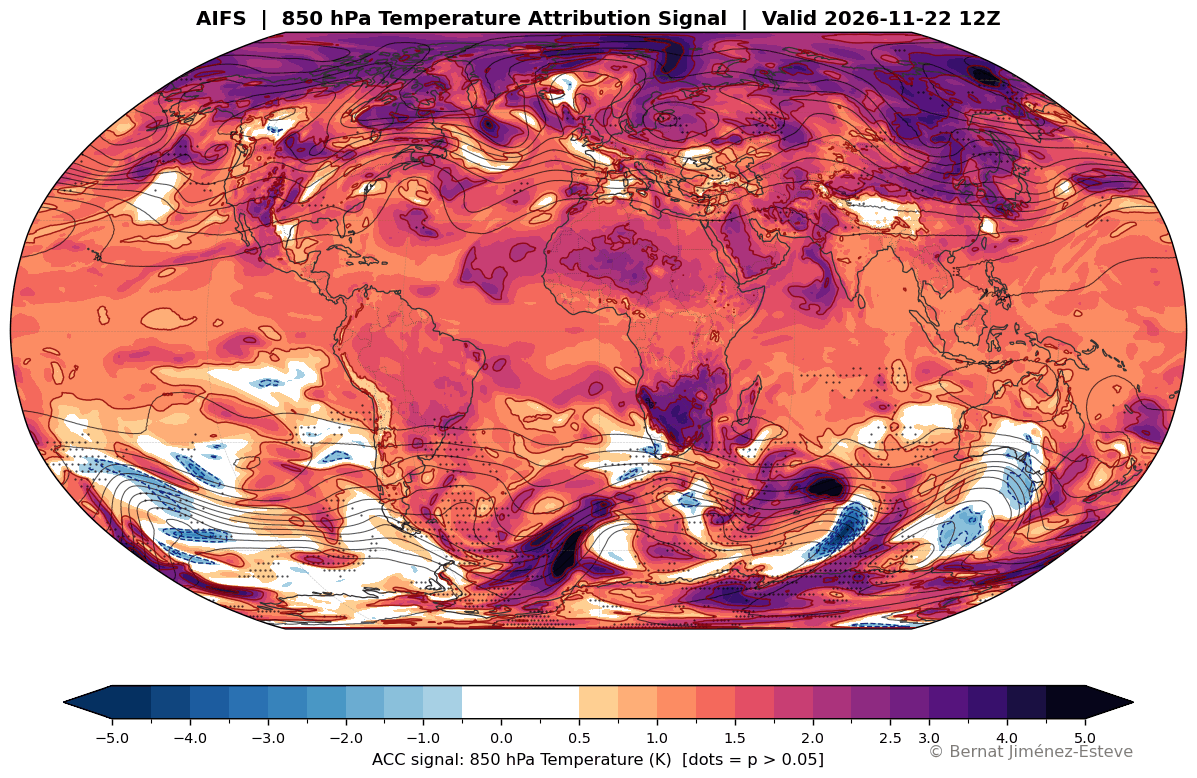 AIFS | 850 hPa Temperature Attribution Signal | Valid 2026-11-22 12Z
−5.0 −4.0 −3.0 −2.0 −1.0 0.0 0.5 1.0 1.5 2.0 2.5 3.0 4.0 5.0
ACC signal: 850 hPa Temperature (K) [dots = p > 0.05]
© Bernat Jiménez-Esteve